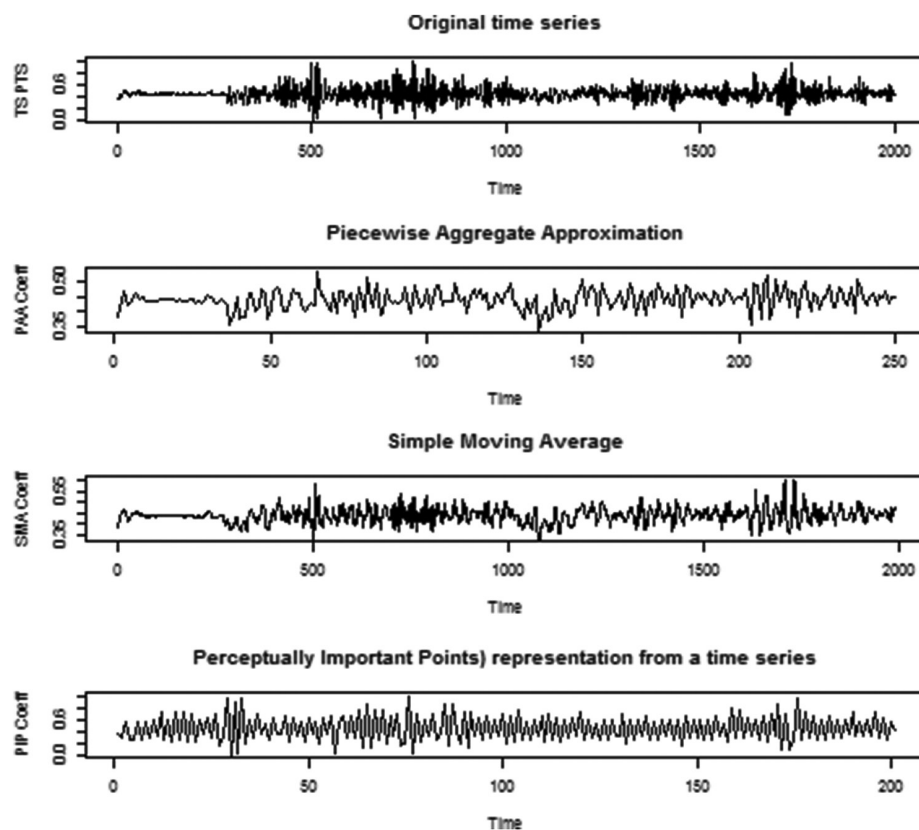 Original time series
TS PTS
0.6
0.0
0 500 1000 1500 2000
Time
Piecewise Aggregate Approximation
PAA Coeff
0.50
0.35
0 50 100 150 200 250
Time
Simple Moving Average
SMA Coeff
0.55
0.35
0 500 1000 1500 2000
Time
Perceptually Important Points) representation from a time series
PIP Coeff
0.6
0.0
0 50 100 150 200
Time